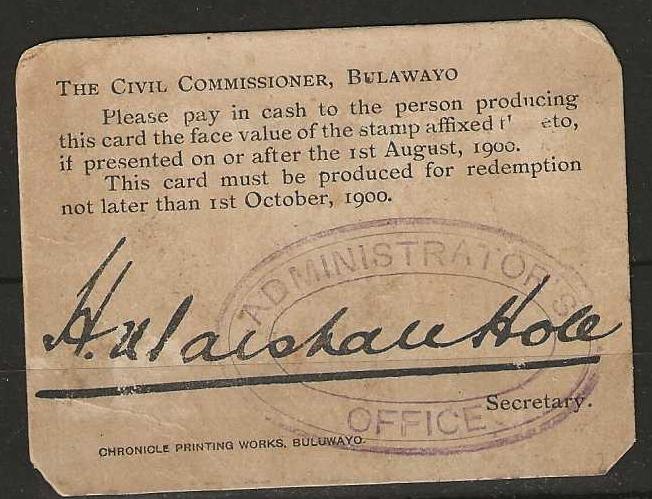 THE CIVIL COMMISSIONER, BULAWAYO
Please pay in cash to the person producing
this card the face value of the stamp affixed eto,
if presented on or after the 1st August, 1900.
This card must be produced for redemption
not later than 1st October, 1900.
ADMINISTRATOR'S
H. Marshall Hole
OFFICE
Secretary.
CHRONICLE PRINTING WORKS, BULUWAYO.